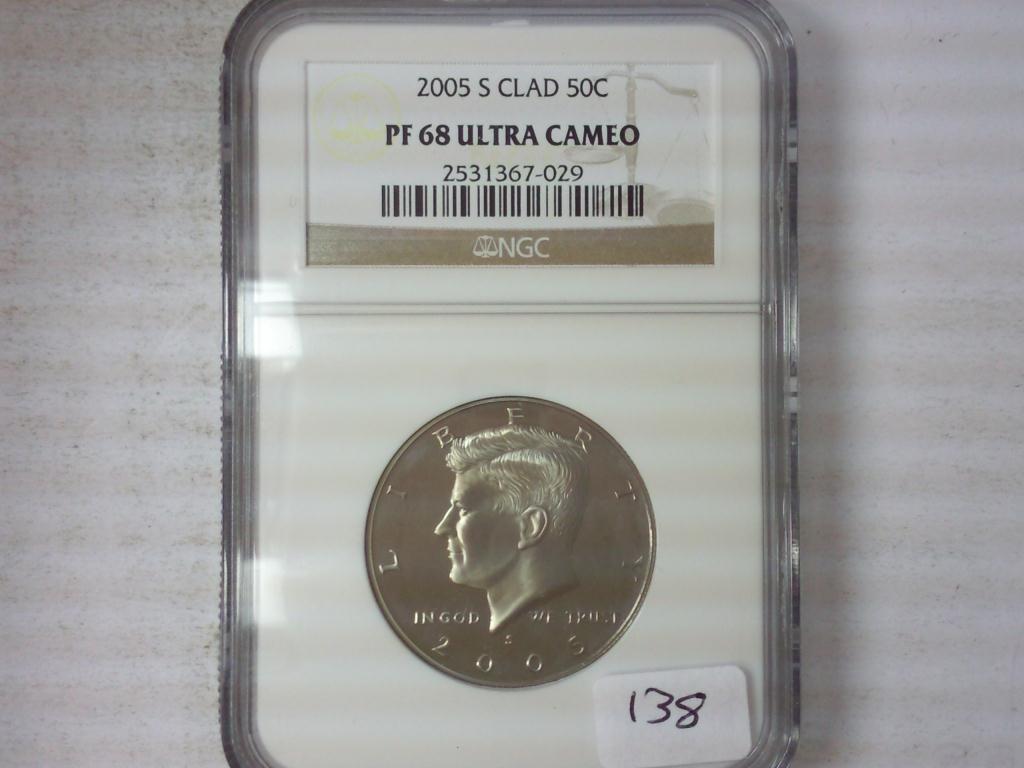 2005 S CLAD 50C
PF 68 ULTRA CAMEO
2531367-029
NGC
LIBERTY
IN GOD WE TRUST
S
2005
138